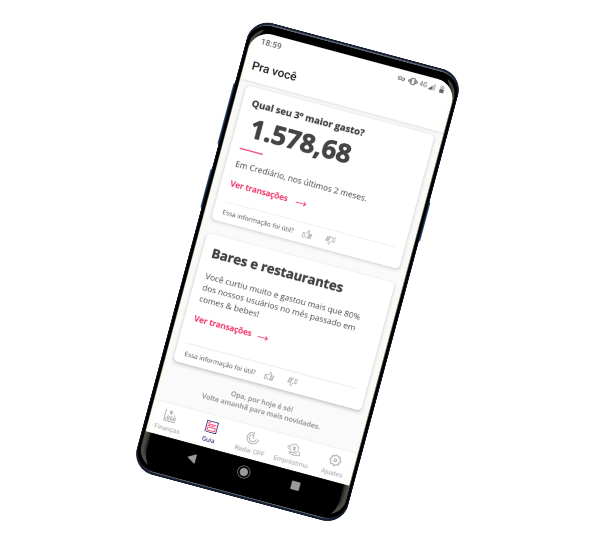 18:59
4G
Pra você
Qual seu 3º maior gasto?
1.578,68
Em Crediário, nos últimos 2 meses.
Ver transações →
Essa informação foi útil?
Bares e restaurantes
Você curtiu muito e gastou mais que 80%
dos nossos usuários no mês passado em
comes & bebes!
Ver transações →
Essa informação foi útil?
Opa, por hoje é só!
Volte amanhã para mais novidades.
Finanças
Guia
Radar CPF
Empréstimo
Ajustes